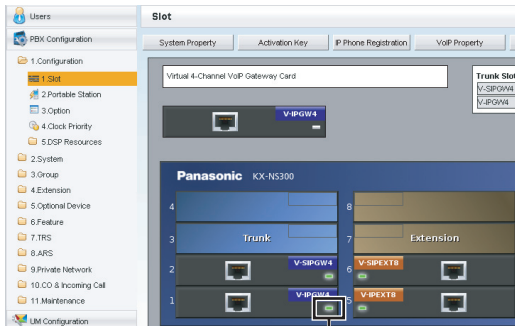 Users
Slot
PBX Configuration
System Property
Activation Key
IP Phone Registration
VoIP Property
1.Configuration
1.Slot
2.Portable Station
3.Option
4.Clock Priority
5.DSP Resources
2.System
3.Group
4.Extension
5.Optional Device
6.Feature
7.TRS
8.ARS
9.Private Network
10.CO & Incoming Call
11.Maintenance
UM Configuration
Virtual 4-Channel VoIP Gateway Card
Trunk Slot
V-SIPGW4
V-IPGW4
V-IPGW4
Panasonic KX-NS300
4
8
3
Trunk
7
Extension
2
V-SIPGW4
6
V-SIPEXT8
1
V-IPGW4
5
V-IPEXT8